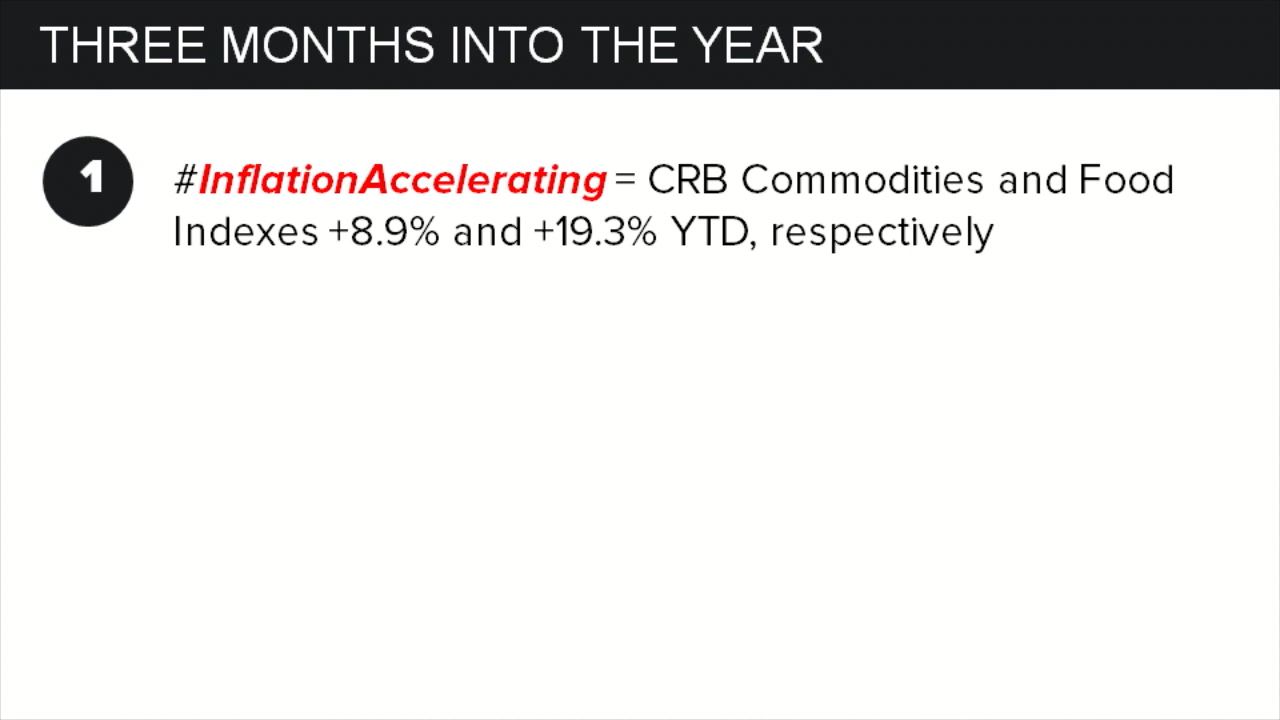 THREE MONTHS INTO THE YEAR
1
#InflationAccelerating = CRB Commodities and Food
Indexes +8.9% and +19.3% YTD, respectively